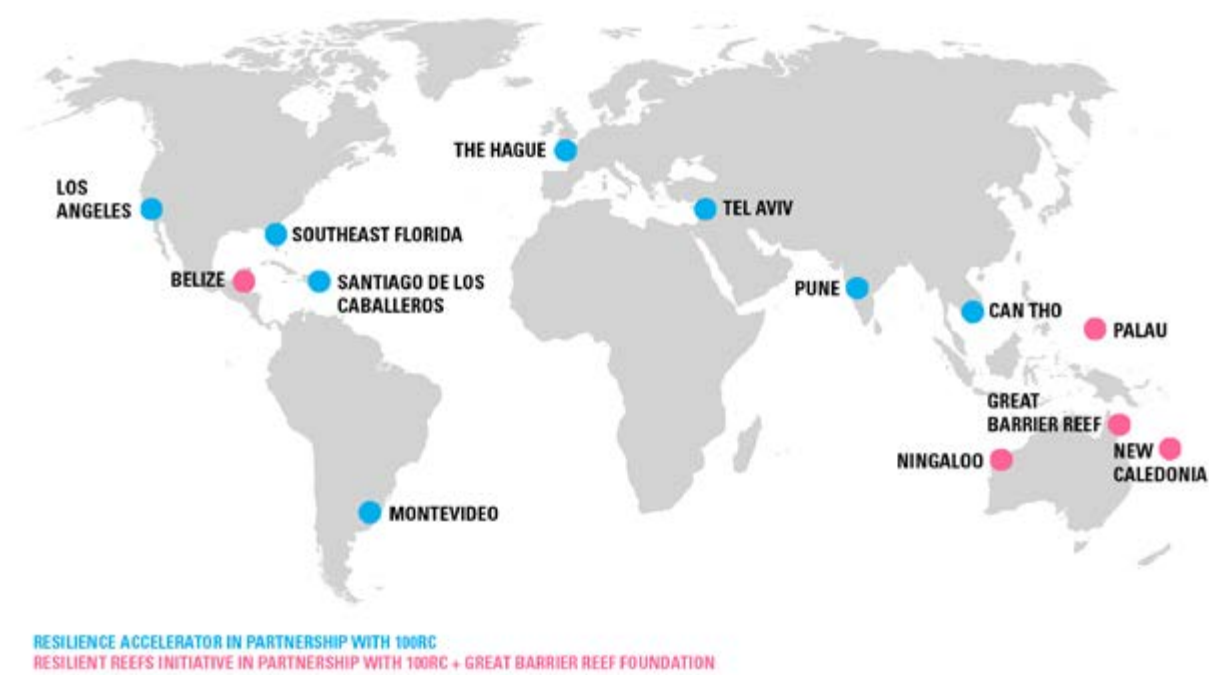 THE HAGUE
LOS
ANGELES
TEL AVIV
SOUTHEAST FLORIDA
BELIZE
SANTIAGO DE LOS
CABALLEROS
PUNE
CAN THO
PALAU
GREAT
BARRIER REEF
NINGALOO
NEW
CALEDONIA
MONTEVIDEO
RESILIENCE ACCELERATOR IN PARTNERSHIP WITH 100RC
RESILIENT REEFS INITIATIVE IN PARTNERSHIP WITH 100RC + GREAT BARRIER REEF FOUNDATION